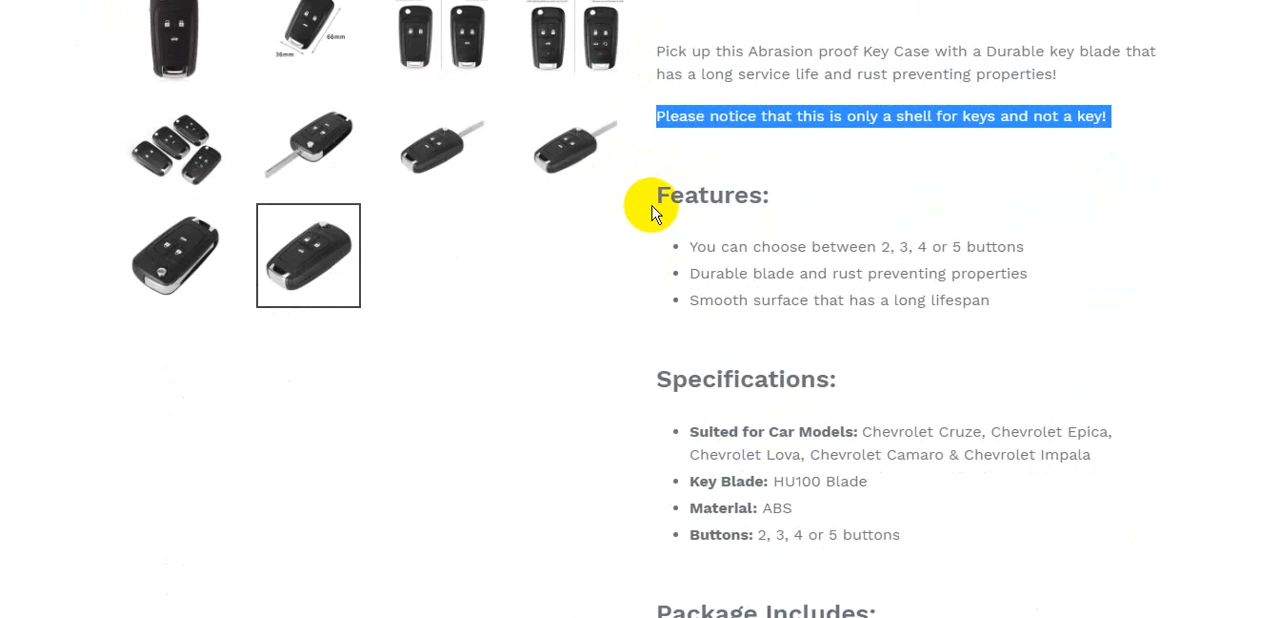 36mm
66mm
Pick up this Abrasion proof Key Case with a Durable key blade that
has a long service life and rust preventing properties!
Please notice that this is only a shell for keys and not a key!
Features:
You can choose between 2, 3, 4 or 5 buttons
Durable blade and rust preventing properties
Smooth surface that has a long lifespan
Specifications:
Suited for Car Models: Chevrolet Cruze, Chevrolet Epica,
Chevrolet Lova, Chevrolet Camaro & Chevrolet Impala
Key Blade: HU100 Blade
Material: ABS
Buttons: 2, 3, 4 or 5 buttons
Package Includes: